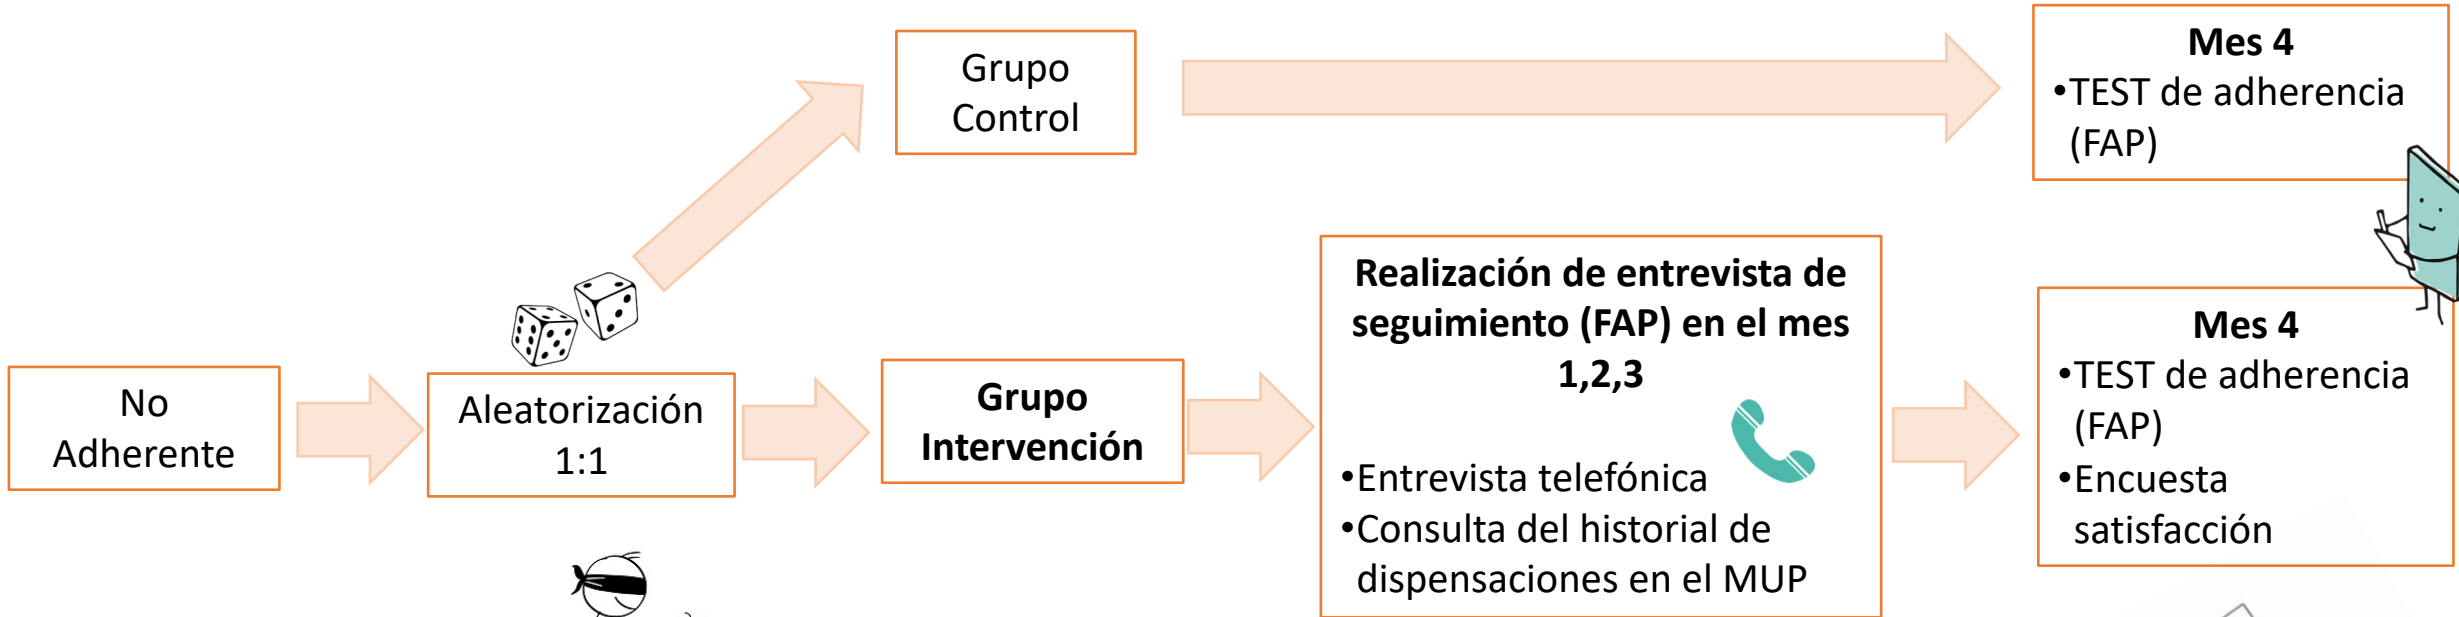 No
Adherente
Aleatorización
1:1
Grupo
Control
Mes 4
•TEST de adherencia
(FAP)
Grupo
Intervención
Realización de entrevista de
seguimiento (FAP) en el mes
1,2,3
•Entrevista telefónica
•Consulta del historial de
dispensaciones en el MUP
Mes 4
•TEST de adherencia
(FAP)
•Encuesta
satisfacción